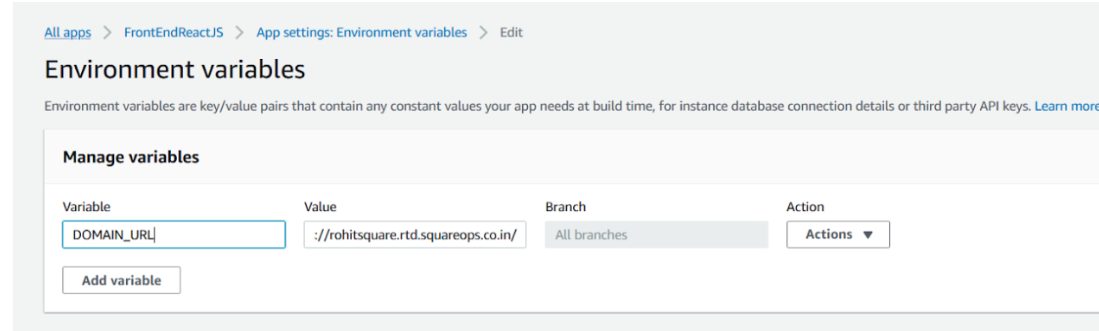 All apps > FrontEndReactJS > App settings: Environment variables > Edit
Environment variables
Environment variables are key/value pairs that contain any constant values your app needs at build time, for instance database connection details or third party API keys. Learn more
Manage variables
Variable Value Branch Action
DOMAIN_URL ://rohitsquare.rtd.squareops.co.in/ All branches Actions ▼
Add variable